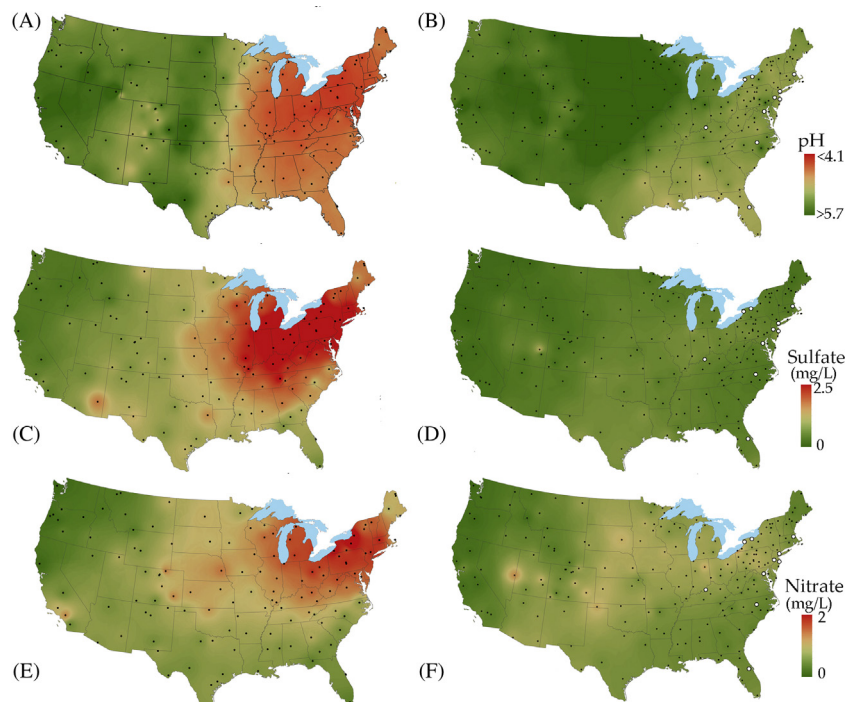 (A)
(B)
pH
<4.1
>5.7
(C)
(D)
Sulfate
(mg/L)
2.5
0
(E)
(F)
Nitrate
(mg/L)
2
0